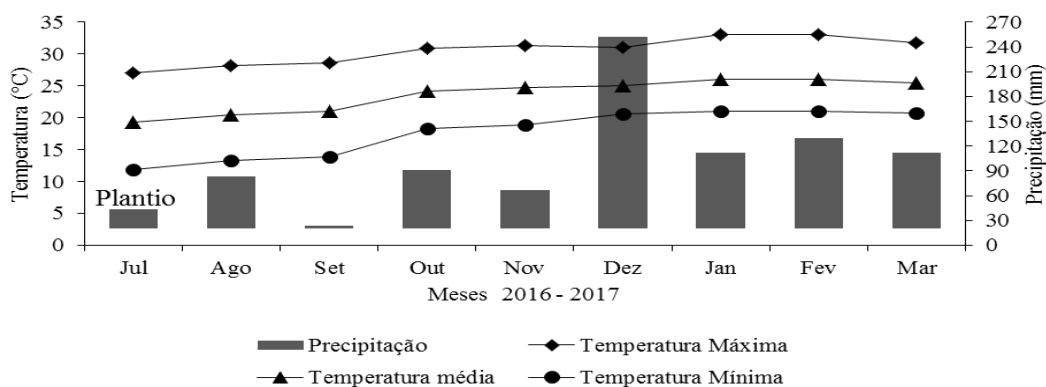 35
30
25
20
15
10
5
0
Temperatura (°C)
270
240
210
180
150
120
90
60
30
0
Precipitação (mm)
Plantio
Jul Ago Set Out Nov Dez Jan Fev Mar
Meses 2016 - 2017
Precipitação Temperatura Máxima
Temperatura média Temperatura Mínima